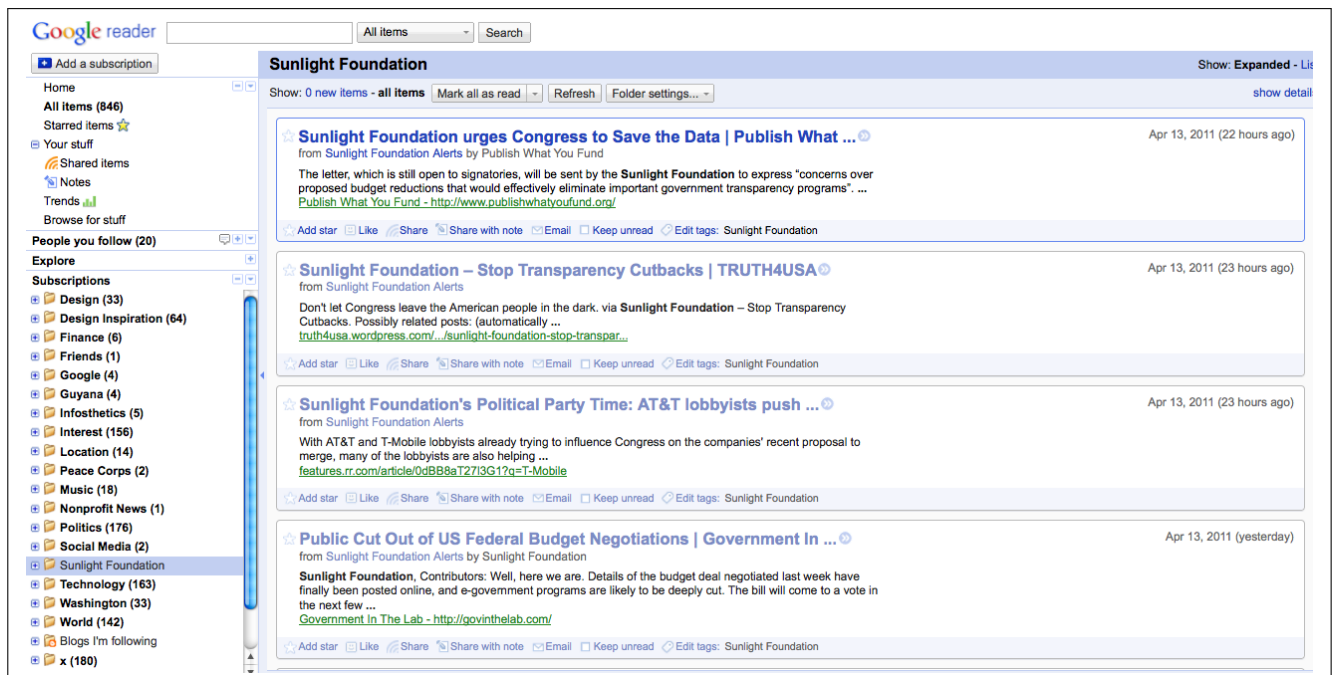 Google reader
All items
Search
Add a subscription
Home
All items (846)
Starred items
Your stuff
Shared items
Notes
Trends
Browse for stuff
People you follow (20)
Explore
Subscriptions
Design (33)
Design Inspiration (64)
Finance (6)
Friends (1)
Google (4)
Guyana (4)
Infosthetics (5)
Interest (156)
Location (14)
Peace Corps (2)
Music (18)
Nonprofit News (1)
Politics (176)
Social Media (2)
Sunlight Foundation
Technology (163)
Washington (33)
World (142)
Blogs I'm following
x (180)
Sunlight Foundation
Show: Expanded - Lis
Show: 0 new items - all items Mark all as read Refresh Folder settings...
show detail
Sunlight Foundation urges Congress to Save the Data | Publish What ...
Apr 13, 2011 (22 hours ago)
from Sunlight Foundation Alerts by Publish What You Fund
The letter, which is still open to signatories, will be sent by the Sunlight Foundation to express "concerns over
proposed budget reductions that would effectively eliminate important government transparency programs". ...
Publish What You Fund - http://www.publishwhatyoufund.org/
Add star Like Share Share with note Email Keep unread Edit tags: Sunlight Foundation
Sunlight Foundation – Stop Transparency Cutbacks | TRUTH4USA
Apr 13, 2011 (23 hours ago)
from Sunlight Foundation Alerts
Don't let Congress leave the American people in the dark. via Sunlight Foundation – Stop Transparency
Cutbacks. Possibly related posts: (automatically ...
truth4usa.wordpress.com/.../sunlight-foundation-stop-transpar...
Add star Like Share Share with note Email Keep unread Edit tags: Sunlight Foundation
Sunlight Foundation's Political Party Time: AT&T lobbyists push ...
Apr 13, 2011 (23 hours ago)
from Sunlight Foundation Alerts
With AT&T and T-Mobile lobbyists already trying to influence Congress on the companies' recent proposal to
merge, many of the lobbyists are also helping ...
features.rr.com/article/0dBB8aT27l3G1?q=T-Mobile
Add star Like Share Share with note Email Keep unread Edit tags: Sunlight Foundation
Public Cut Out of US Federal Budget Negotiations | Government In ...
Apr 13, 2011 (yesterday)
from Sunlight Foundation Alerts by Sunlight Foundation
Sunlight Foundation, Contributors: Well, here we are. Details of the budget deal negotiated last week have
finally been posted online, and e-government programs are likely to be deeply cut. The bill will come to a vote in
the next few ...
Government In The Lab - http://govinthelab.com/
Add star Like Share Share with note Email Keep unread Edit tags: Sunlight Foundation